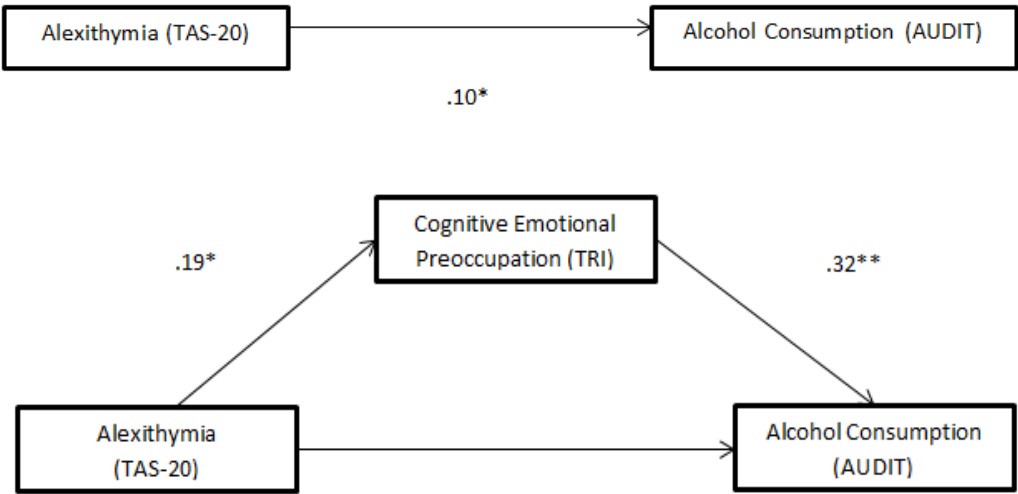 Alexithymia (TAS-20)
Alcohol Consumption (AUDIT)
.10*
Cognitive Emotional
Preoccupation (TRI)
.19*
.32**
Alexithymia
(TAS-20)
Alcohol Consumption
(AUDIT)